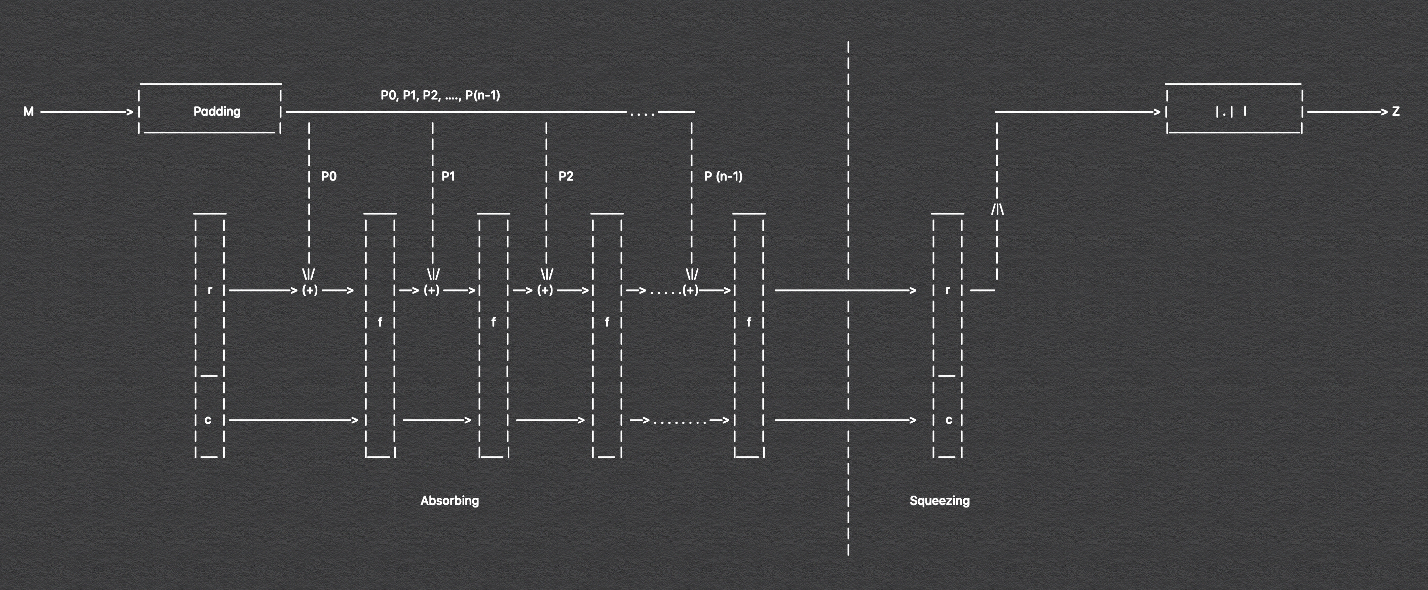 P0, P1, P2, ...., P(n-1)
M Padding |.| l Z
P0 P1 P2 P (n-1)
r (+) (+) (+) .....(+) r
f f f f
c ........ c
Absorbing Squeezing